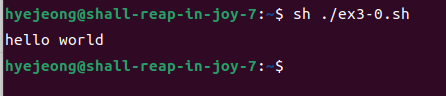 hyejeong@shall-reap-in-joy-7:~$ sh ./ex3-0.sh
hello world
hyejeong@shall-reap-in-joy-7:~$